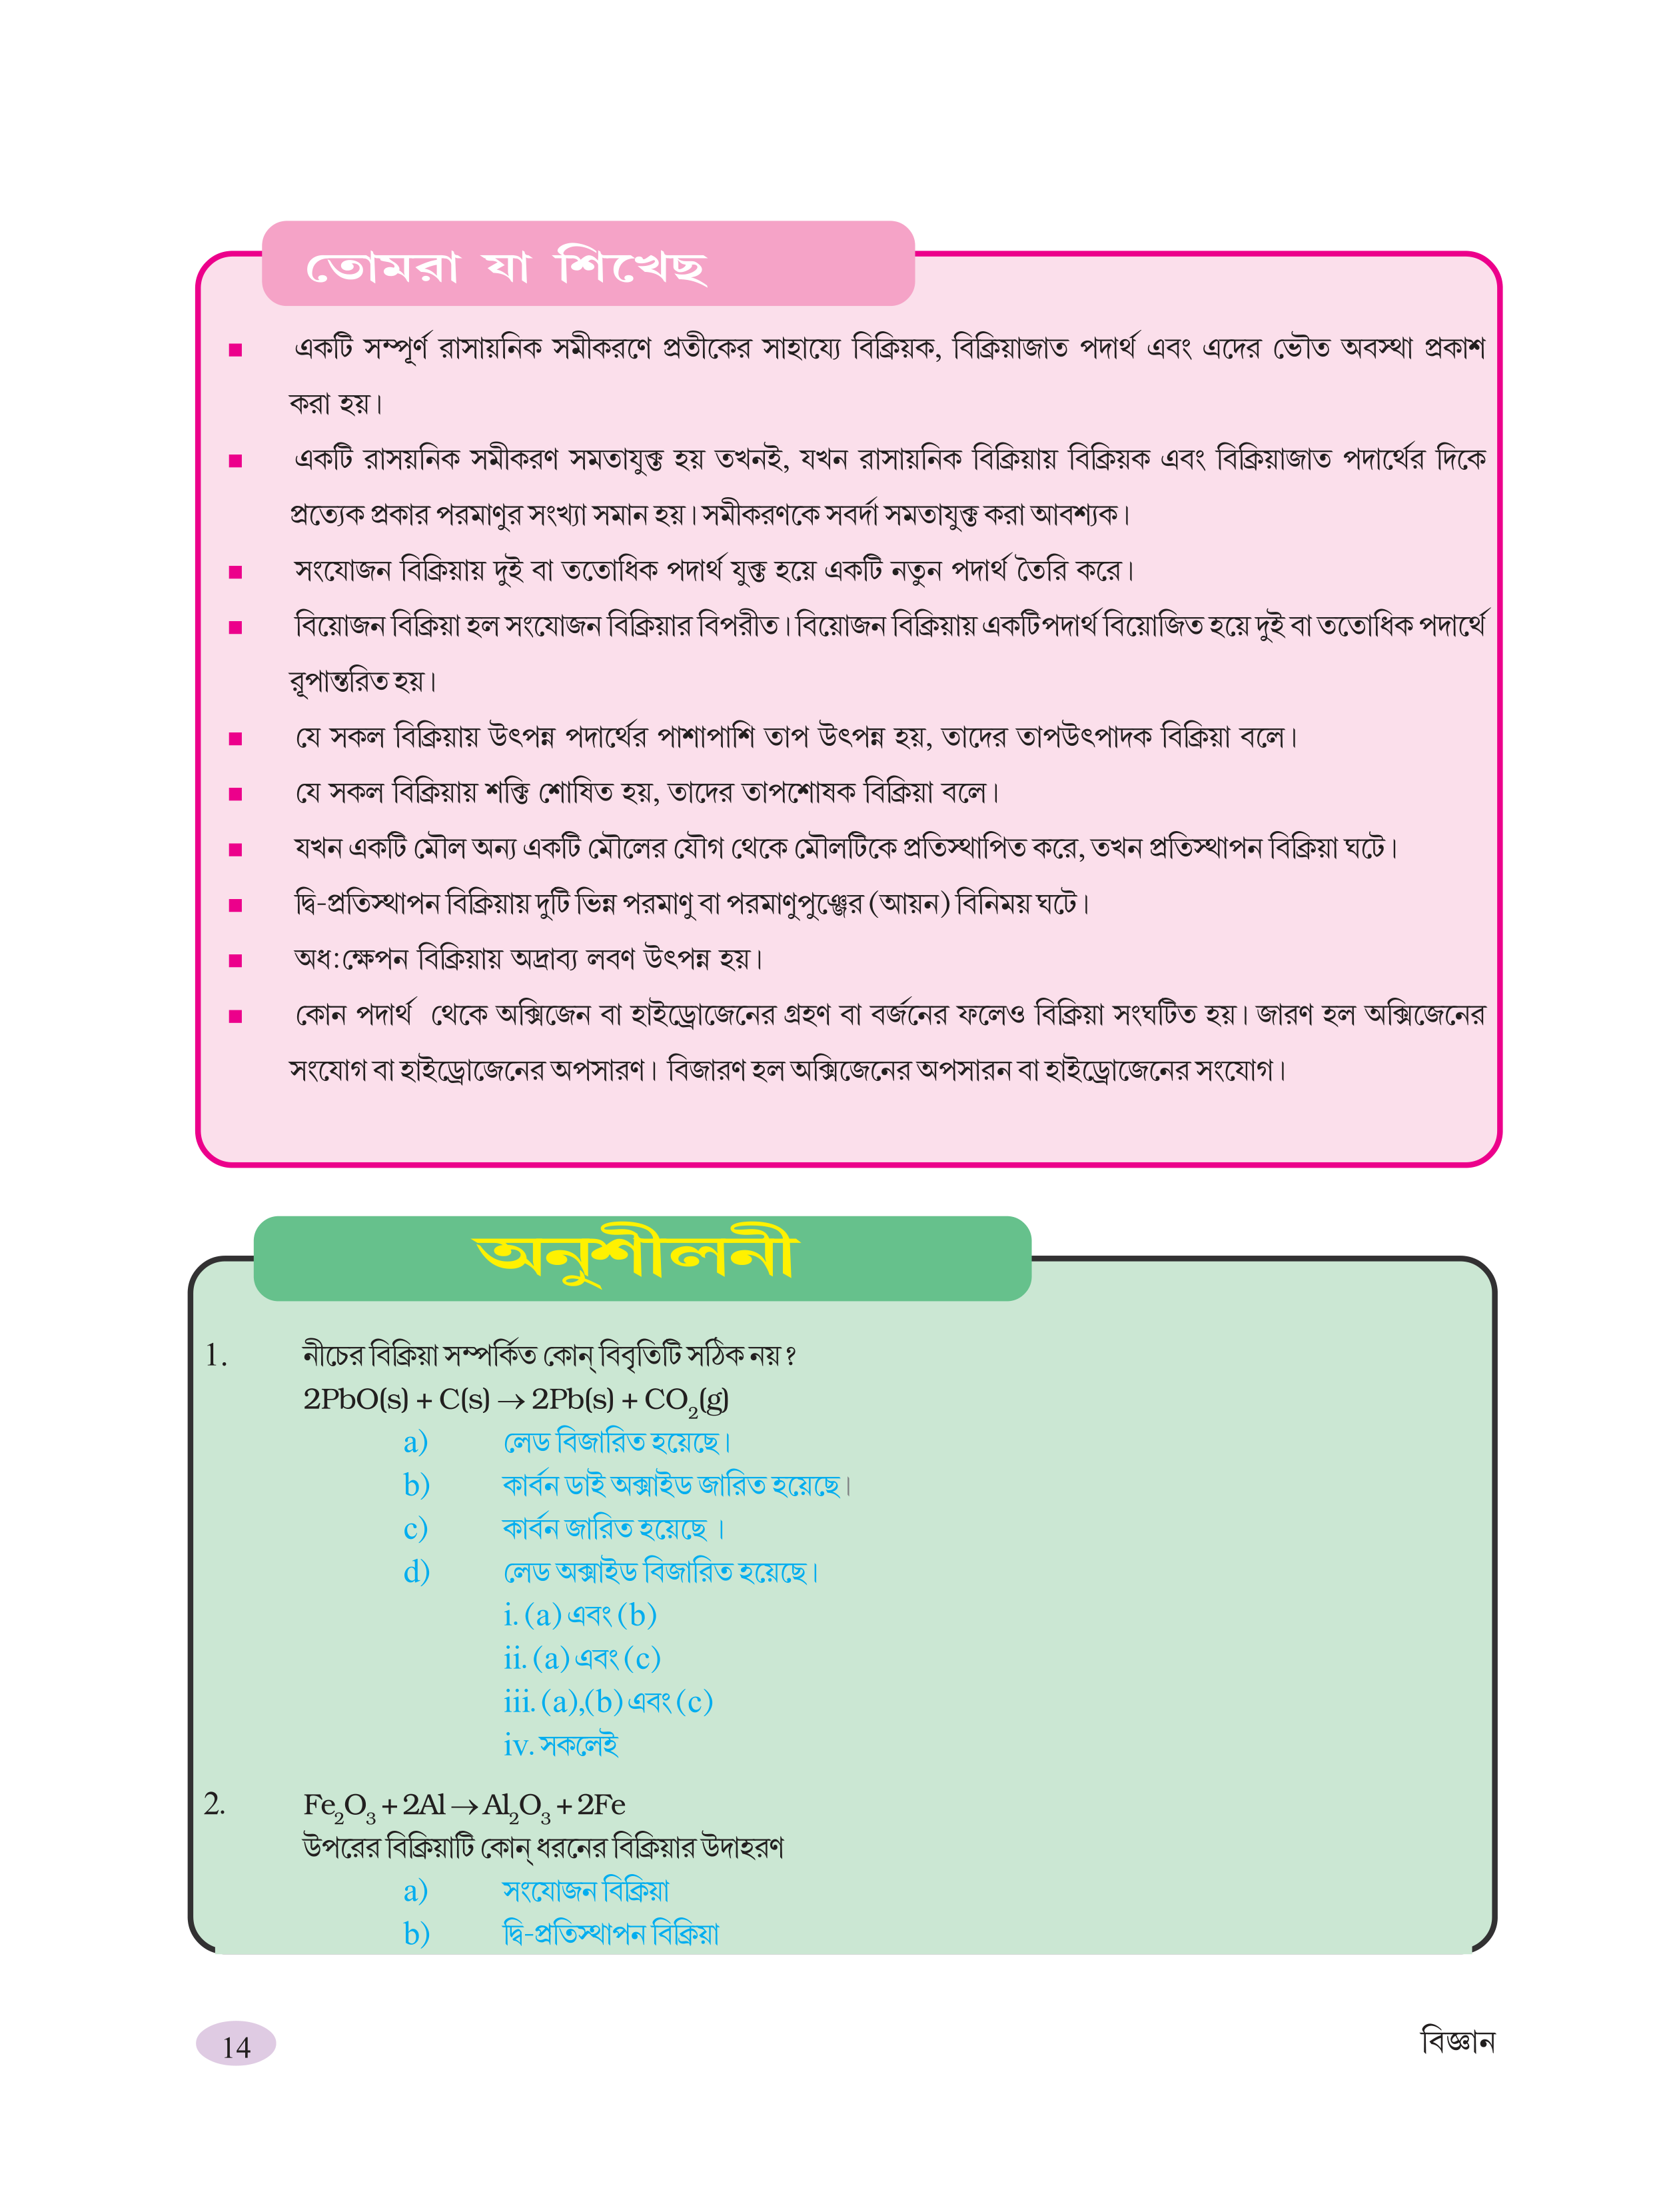 তোমরা যা শিখেছ
■ একটি সম্পূর্ণ রাসায়নিক সমীকরণে প্রতীকের সাহায্যে বিক্রিয়ক, বিক্রিয়াজাত পদার্থ এবং এদের ভৌত অবস্থা প্রকাশ
করা হয়।
■ একটি রাসয়নিক সমীকরণ সমতাযুক্ত হয় তখনই, যখন রাসায়নিক বিক্রিয়ায় বিক্রিয়ক এবং বিক্রিয়াজাত পদার্থের দিকে
প্রত্যেক প্রকার পরমাণুর সংখ্যা সমান হয়। সমীকরণকে সবর্দা সমতাযুক্ত করা আবশ্যক।
■ সংযোজন বিক্রিয়ায় দুই বা ততোধিক পদার্থ যুক্ত হয়ে একটি নতুন পদার্থ তৈরি করে।
■ বিয়োজন বিক্রিয়া হল সংযোজন বিক্রিয়ার বিপরীত। বিয়োজন বিক্রিয়ায় একটিপদার্থ বিয়োজিত হয়ে দুই বা ততোধিক পদার্থে
রূপান্তরিত হয়।
■ যে সকল বিক্রিয়ায় উৎপন্ন পদার্থের পাশাপাশি তাপ উৎপন্ন হয়, তাদের তাপউৎপাদক বিক্রিয়া বলে।
■ যে সকল বিক্রিয়ায় শক্তি শোষিত হয়, তাদের তাপশোষক বিক্রিয়া বলে।
■ যখন একটি মৌল অন্য একটি মৌলের যৌগ থেকে মৌলটিকে প্রতিস্থাপিত করে, তখন প্রতিস্থাপন বিক্রিয়া ঘটে।
■ দ্বি-প্রতিস্থাপন বিক্রিয়ায় দুটি ভিন্ন পরমাণু বা পরমাণুপুঞ্জের (আয়ন) বিনিময় ঘটে।
■ অধ:ক্ষেপন বিক্রিয়ায় অদ্রাব্য লবণ উৎপন্ন হয়।
■ কোন পদার্থ থেকে অক্সিজেন বা হাইড্রোজেনের গ্রহণ বা বর্জনের ফলেও বিক্রিয়া সংঘটিত হয়। জারণ হল অক্সিজেনের
সংযোগ বা হাইড্রোজেনের অপসারণ। বিজারণ হল অক্সিজেনের অপসারন বা হাইড্রোজেনের সংযোগ।
অনুশীলনী
1. নীচের বিক্রিয়া সম্পর্কিত কোন্ বিবৃতিটি সঠিক নয় ?
2PbO(s) + C(s) → 2Pb(s) + CO₂(g)
a) লেড বিজারিত হয়েছে।
b) কার্বন ডাই অক্সাইড জারিত হয়েছে।
c) কার্বন জারিত হয়েছে ।
d) লেড অক্সাইড বিজারিত হয়েছে।
i. (a) এবং (b)
ii. (a) এবং (c)
iii. (a),(b) এবং (c)
iv. সকলেই
2. Fe₂O₃ + 2Al → Al₂O₃ + 2Fe
উপরের বিক্রিয়াটি কোন্ ধরনের বিক্রিয়ার উদাহরণ
a) সংযোজন বিক্রিয়া
b) দ্বি-প্রতিস্থাপন বিক্রিয়া
14
বিজ্ঞান